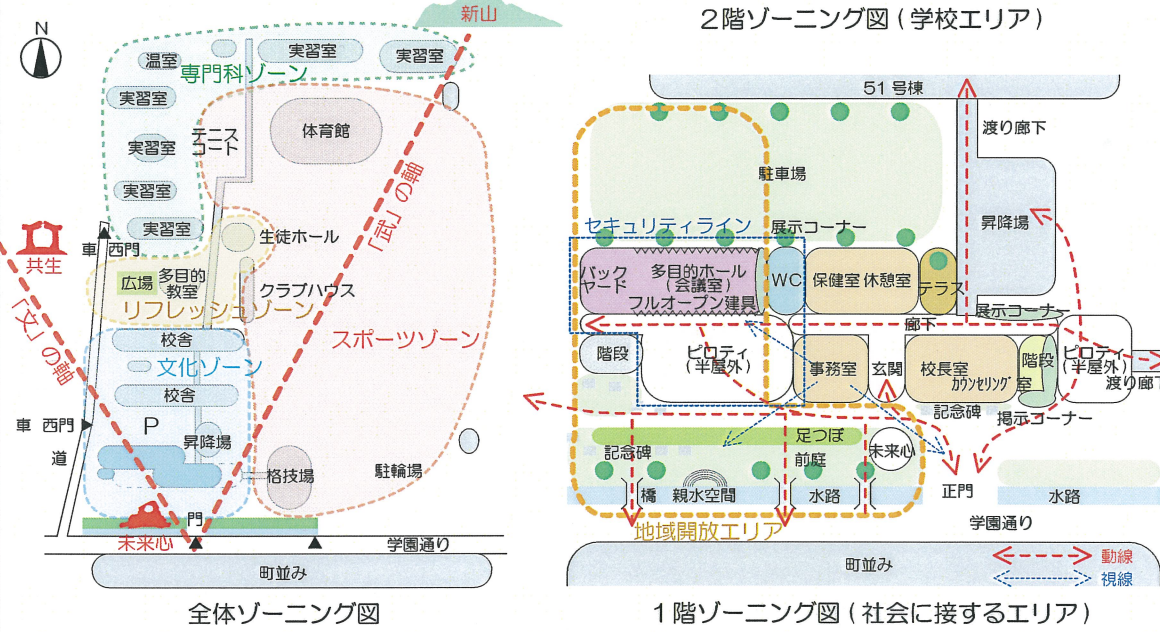 N
新山
温室
実習室
実習室
専門科ゾーン
実習室
テニス
コート
体育館
実習室
実習室
実習室
「武」の軸
共生
車 西門
生徒ホール
広場
多目的
教室
クラブハウス
リフレッシュゾーン
「文」の軸
校舎
スポーツゾーン
文化ゾーン
校舎
車 西門
P
道
昇降場
格技場
駐輪場
未来心
門
学園通り
町並み
全体ゾーニング図
2階ゾーニング図(学校エリア)
51号棟
渡り廊下
駐車場
昇降場
セキュリティライン
展示コーナー
バック
ヤード
多目的ホール
(会議室)
フルオープン建具
WC
保健室
休憩室
テラス
展示コーナー
廊下
階段
ピロティ
(半屋外)
事務室
玄関
校長室
カウンセリング室
階段
ピロティ
(半屋外)
渡り廊下
記念碑
掲示コーナー
足つぼ
記念碑
前庭
未来心
橋
親水空間
水路
正門
水路
地域開放エリア
学園通り
町並み
動線
視線
1階ゾーニング図(社会に接するエリア)